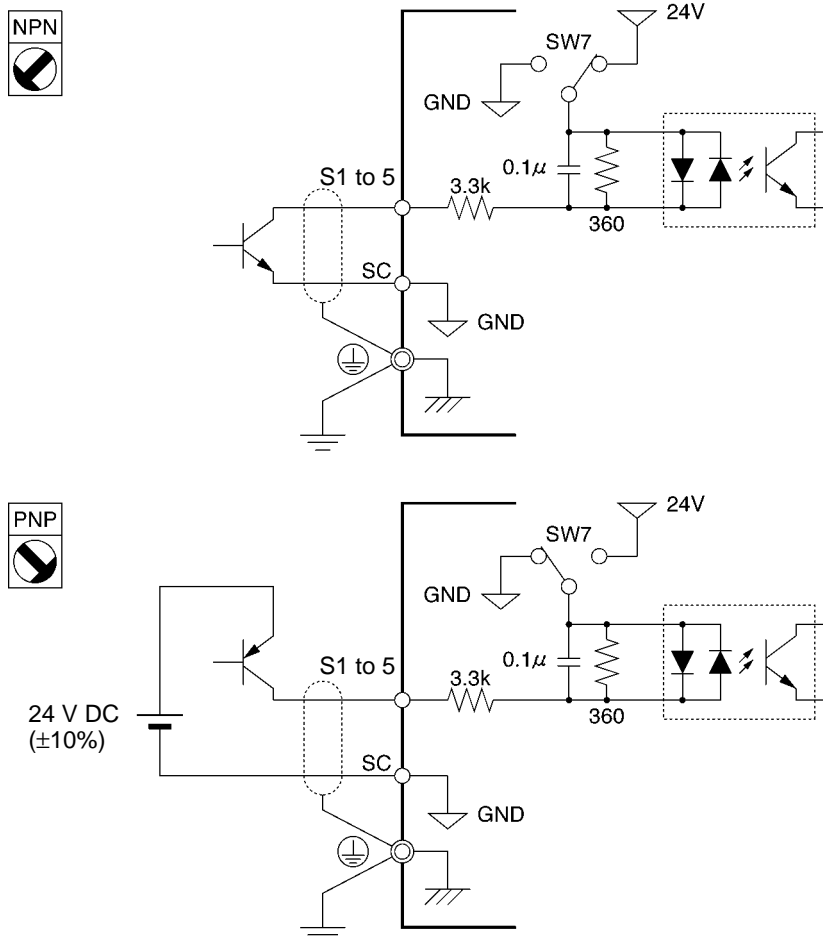 NPN
24V
SW7
GND
S1 to 5
3.3k
0.1μ
360
SC
GND
PNP
24V
SW7
GND
S1 to 5
3.3k
0.1μ
360
24 V DC
(±10%)
SC
GND